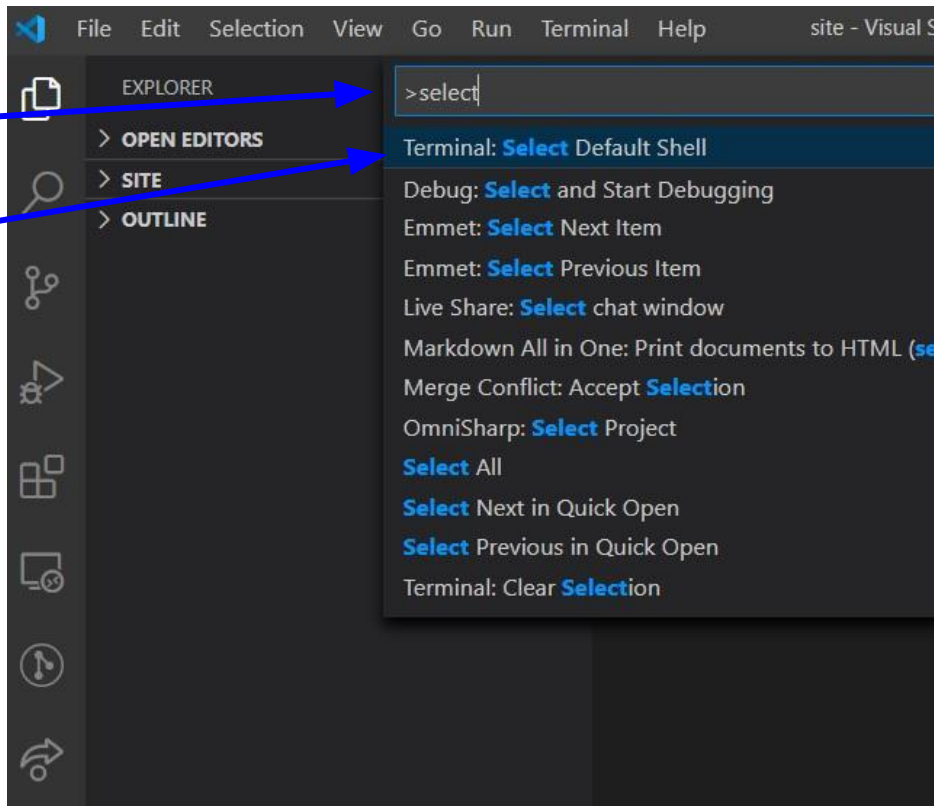 File Edit Selection View Go Run Terminal Help site - Visual S
EXPLORER
OPEN EDITORS
SITE
OUTLINE
>select
Terminal: Select Default Shell
Debug: Select and Start Debugging
Emmet: Select Next Item
Emmet: Select Previous Item
Live Share: Select chat window
Markdown All in One: Print documents to HTML (se
Merge Conflict: Accept Selection
OmniSharp: Select Project
Select All
Select Next in Quick Open
Select Previous in Quick Open
Terminal: Clear Selection